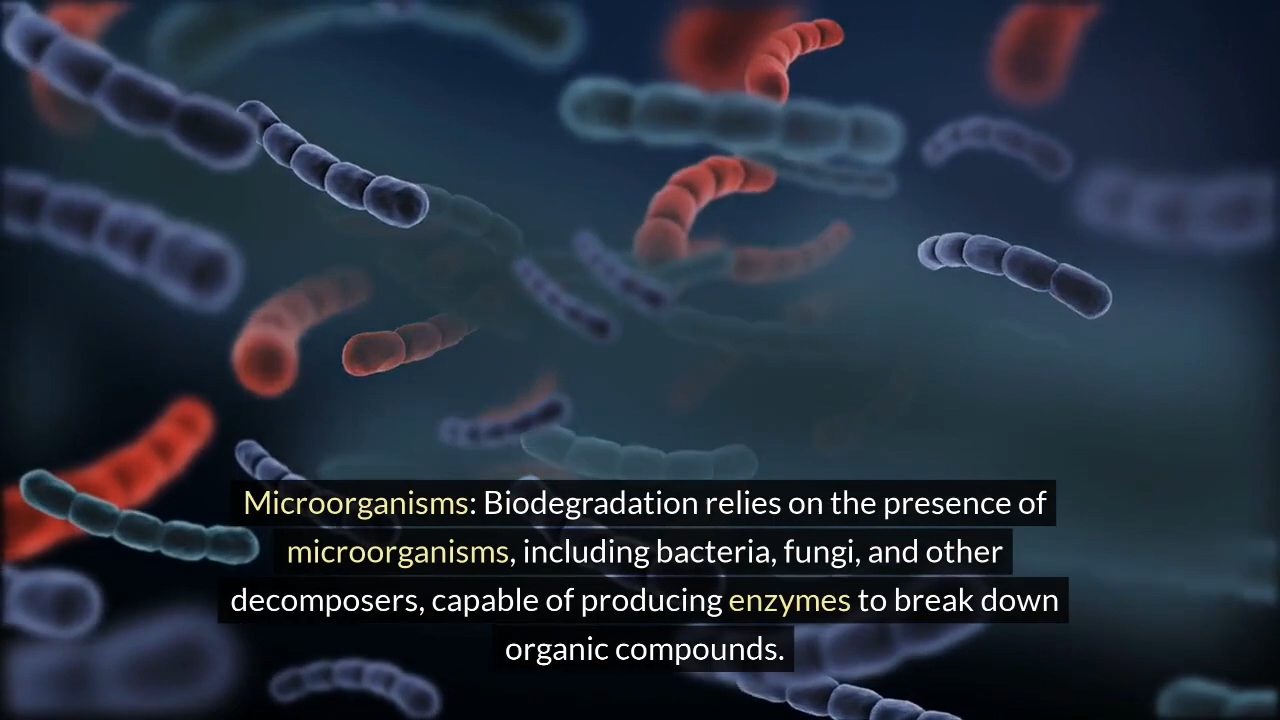 Microorganisms: Biodegradation relies on the presence of
microorganisms, including bacteria, fungi, and other
decomposers, capable of producing enzymes to break down
organic compounds.